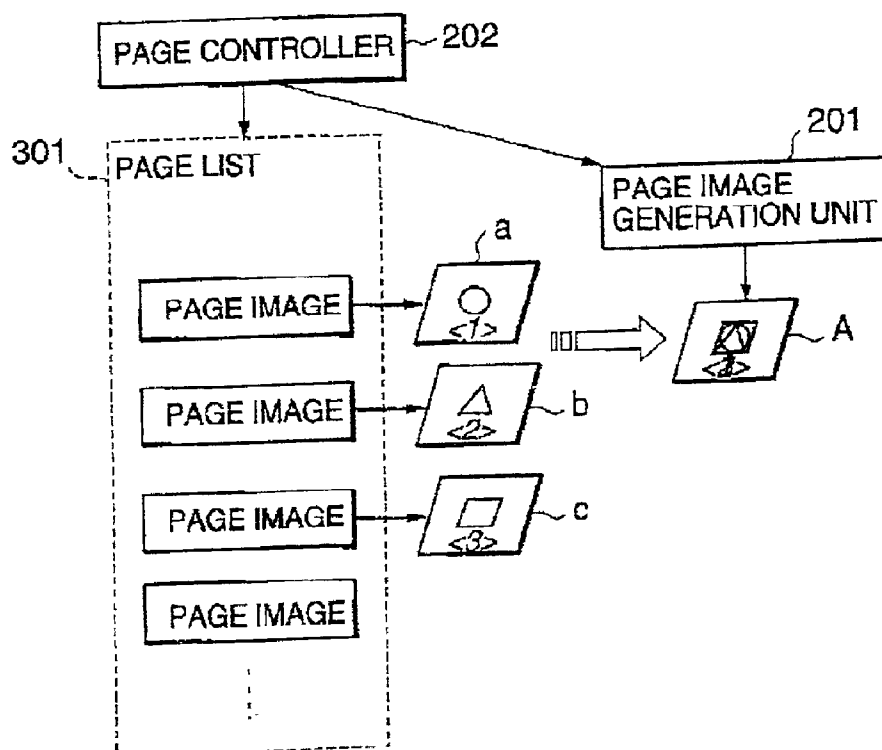 PAGE CONTROLLER
202
301
PAGE LIST
201
PAGE IMAGE
GENERATION UNIT
a
PAGE IMAGE
<1>
A
PAGE IMAGE
<2>
b
PAGE IMAGE
<3>
c
PAGE IMAGE